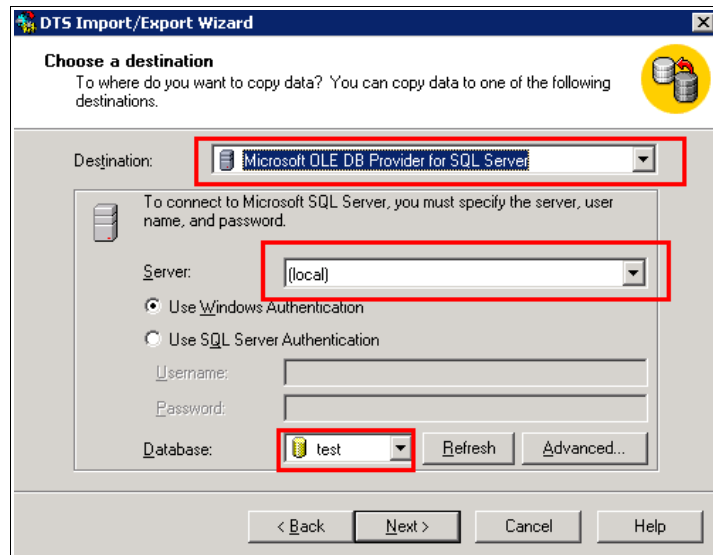 DTS Import/Export Wizard
Choose a destination
To where do you want to copy data? You can copy data to one of the following
destinations.
Destination:
Microsoft OLE DB Provider for SQL Server
To connect to Microsoft SQL Server, you must specify the server, user
name, and password.
Server:
(local)
Use Windows Authentication
Use SQL Server Authentication
Username:
Password:
Database:
test
Refresh
Advanced...
< Back
Next >
Cancel
Help